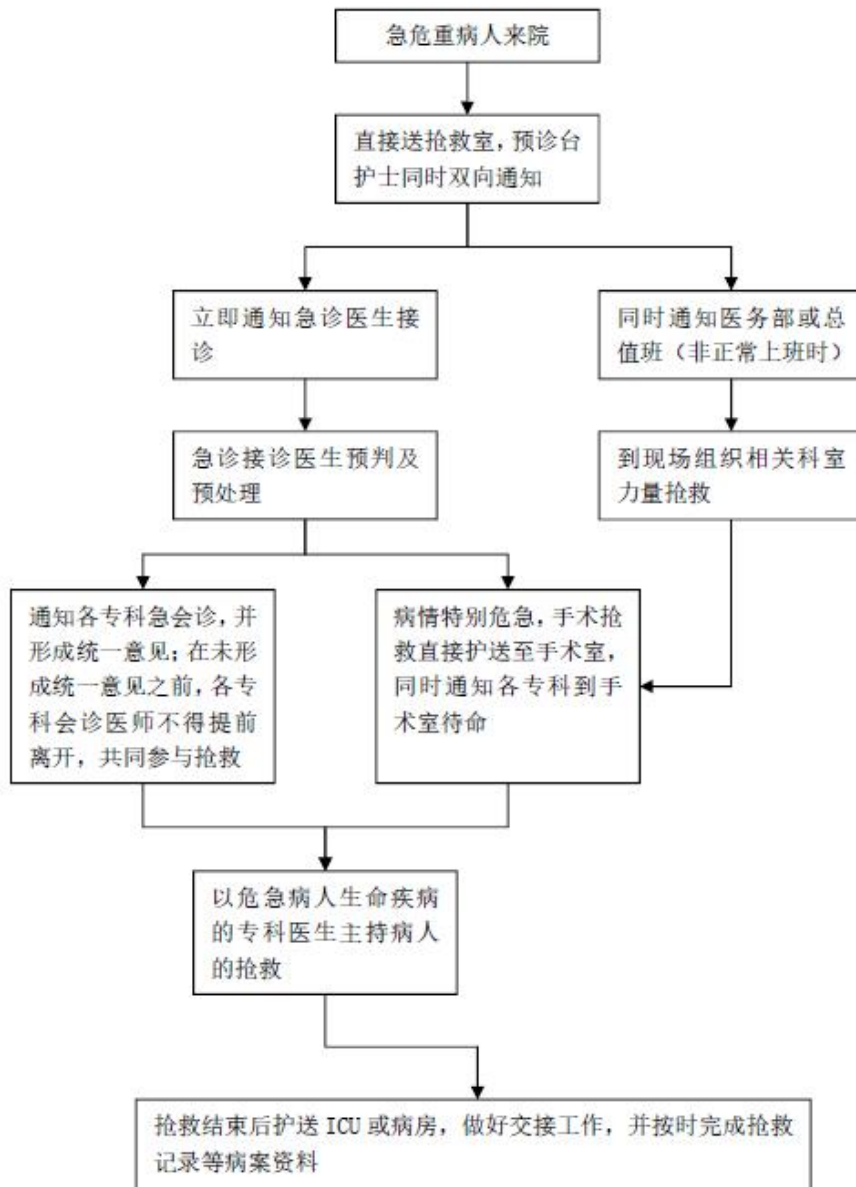 急危重病人来院
直接送抢救室，预诊台
护士同时双向通知
立即通知急诊医生接
诊
同时通知医务部或总
值班（非正常上班时）
急诊接诊医生预判及
预处理
到现场组织相关科室
力量抢救
通知各专科急会诊，并
形成统一意见；在未形
成统一意见之前，各专
科会诊医师不得提前
离开，共同参与抢救
病情特别危急，手术抢
救直接护送至手术室，
同时通知各专科到手
术室待命
以危急病人生命疾病
的专科医生主持病人
的抢救
抢救结束后护送 ICU 或病房，做好交接工作，并按时完成抢救
记录等病案资料